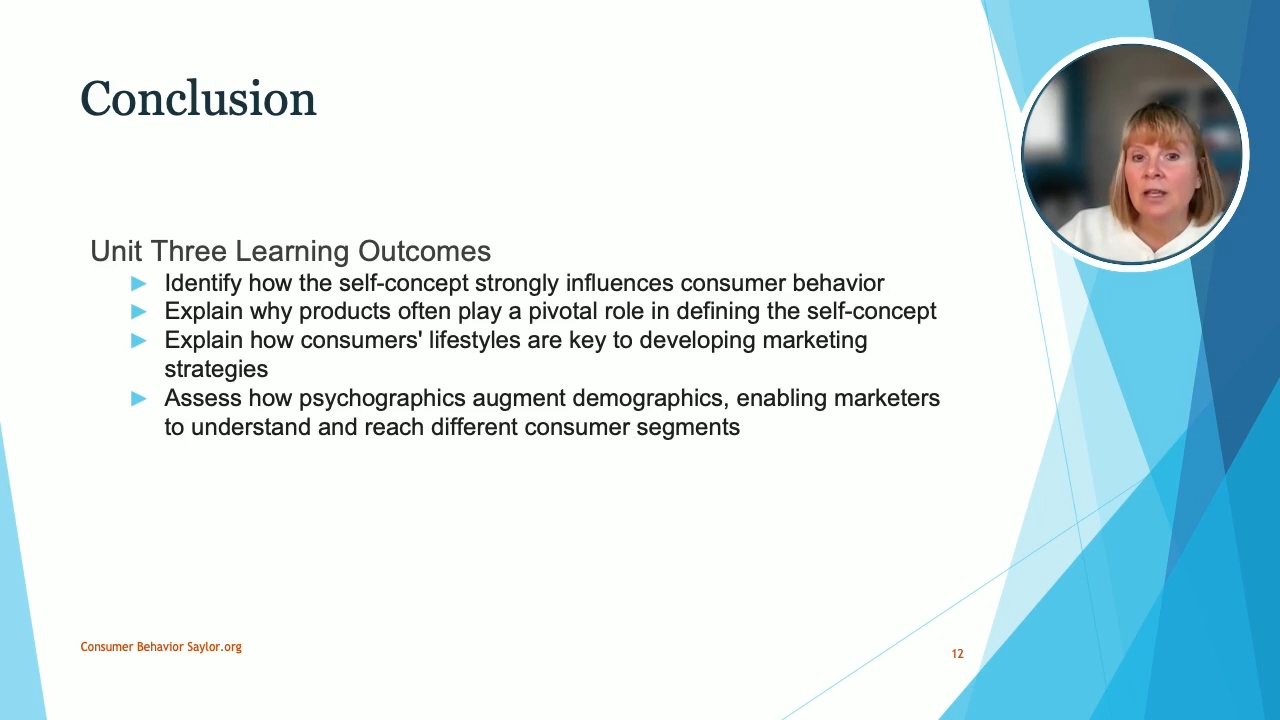 Conclusion
Unit Three Learning Outcomes
Identify how the self-concept strongly influences consumer behavior
Explain why products often play a pivotal role in defining the self-concept
Explain how consumers' lifestyles are key to developing marketing
strategies
Assess how psychographics augment demographics, enabling marketers
to understand and reach different consumer segments
Consumer Behavior Saylor.org
12